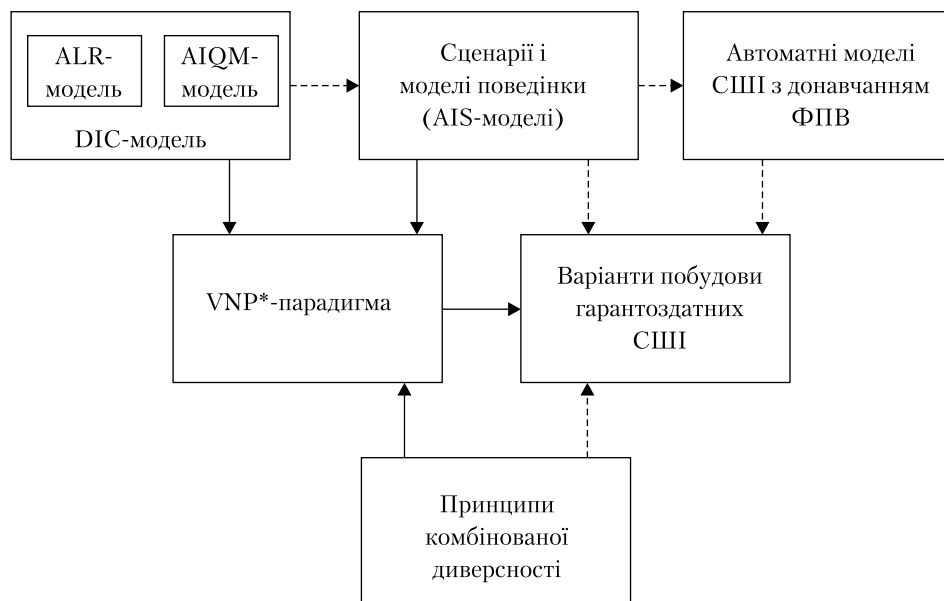 ALR-
модель
AIQM-
модель
DIC-модель
Сценарії і
моделі поведінки
(AIS-моделі)
Автоматні моделі
СШІ з донавчанням
ФПВ
VNP*-парадигма
Варіанти побудови
гарантоздатних
СШІ
Принципи
комбінованої
диверсності